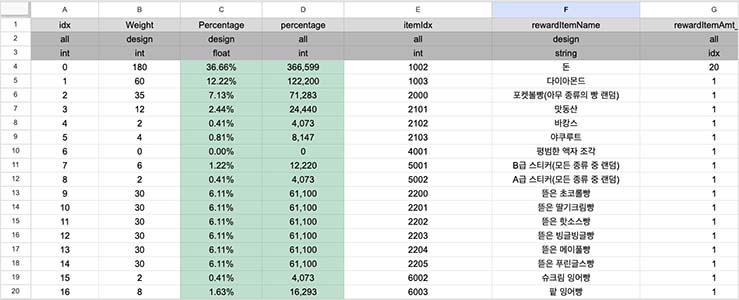 A B C D E F G
1 idx Weight Percentage percentage itemIdx rewardItemName rewardItemAmt_
2 all design design all all design all
3 int int float int int string idx
4 0 180 36.66% 366,599 1002 돈 20
5 1 60 12.22% 122,200 1003 다이아몬드 1
6 2 35 7.13% 71,283 2000 포켓볼빵(아무 종류의 빵 랜덤) 1
7 3 12 2.44% 24,440 2101 맛동산 1
8 4 2 0.41% 4,073 2102 바캉스 1
9 5 4 0.81% 8,147 2103 야쿠루트 1
10 6 0 0.00% 0 4001 평범한 액자 조각 1
11 7 6 1.22% 12,220 5001 B급 스티커(모든 종류 중 랜덤) 1
12 8 2 0.41% 4,073 5002 A급 스티커(모든 종류 중 랜덤) 1
13 9 30 6.11% 61,100 2200 뜯은 초코롤빵 1
14 10 30 6.11% 61,100 2201 뜯은 딸기크림빵 1
15 11 30 6.11% 61,100 2202 뜯은 핫소스빵 1
16 12 30 6.11% 61,100 2203 뜯은 빙글빙글빵 1
17 13 30 6.11% 61,100 2204 뜯은 메이플빵 1
18 14 30 6.11% 61,100 2205 뜯은 푸린글스빵 1
19 15 2 0.41% 4,073 6002 슈크림 잉어빵 1
20 16 8 1.63% 16,293 6003 팥 잉어빵 1